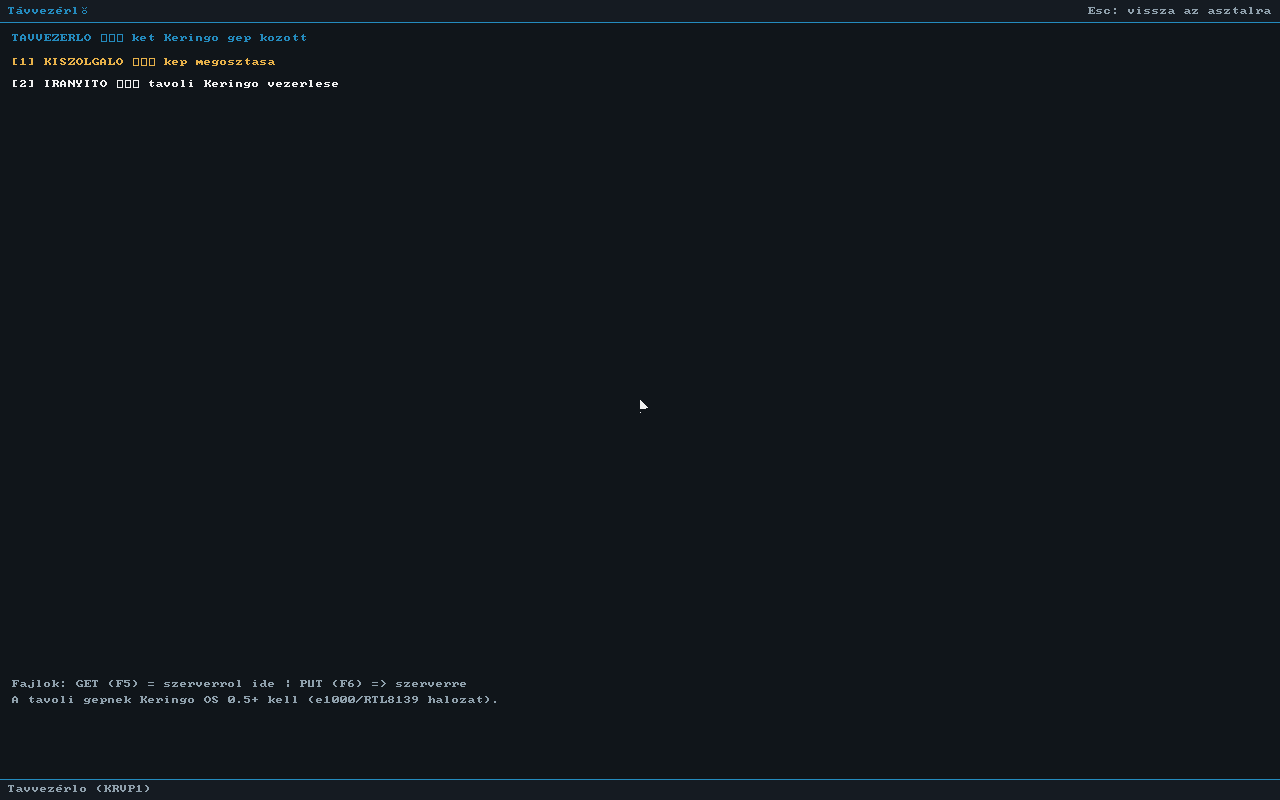 Távvezérlő
Esc: vissza az asztalra
TAVVEZERLO □□□ ket Keringo gep kozott
[1] KISZOLGALO □□□ kep megosztasa
[2] IRANYITO □□□ tavoli Keringo vezerlese
Fajlok: GET (F5) = szerverrol ide | PUT (F6) => szerverre
A tavoli gepnek Keringo OS 0.5+ kell (e1000/RTL8139 halozat).
Tavvezérlo (KRVP1)